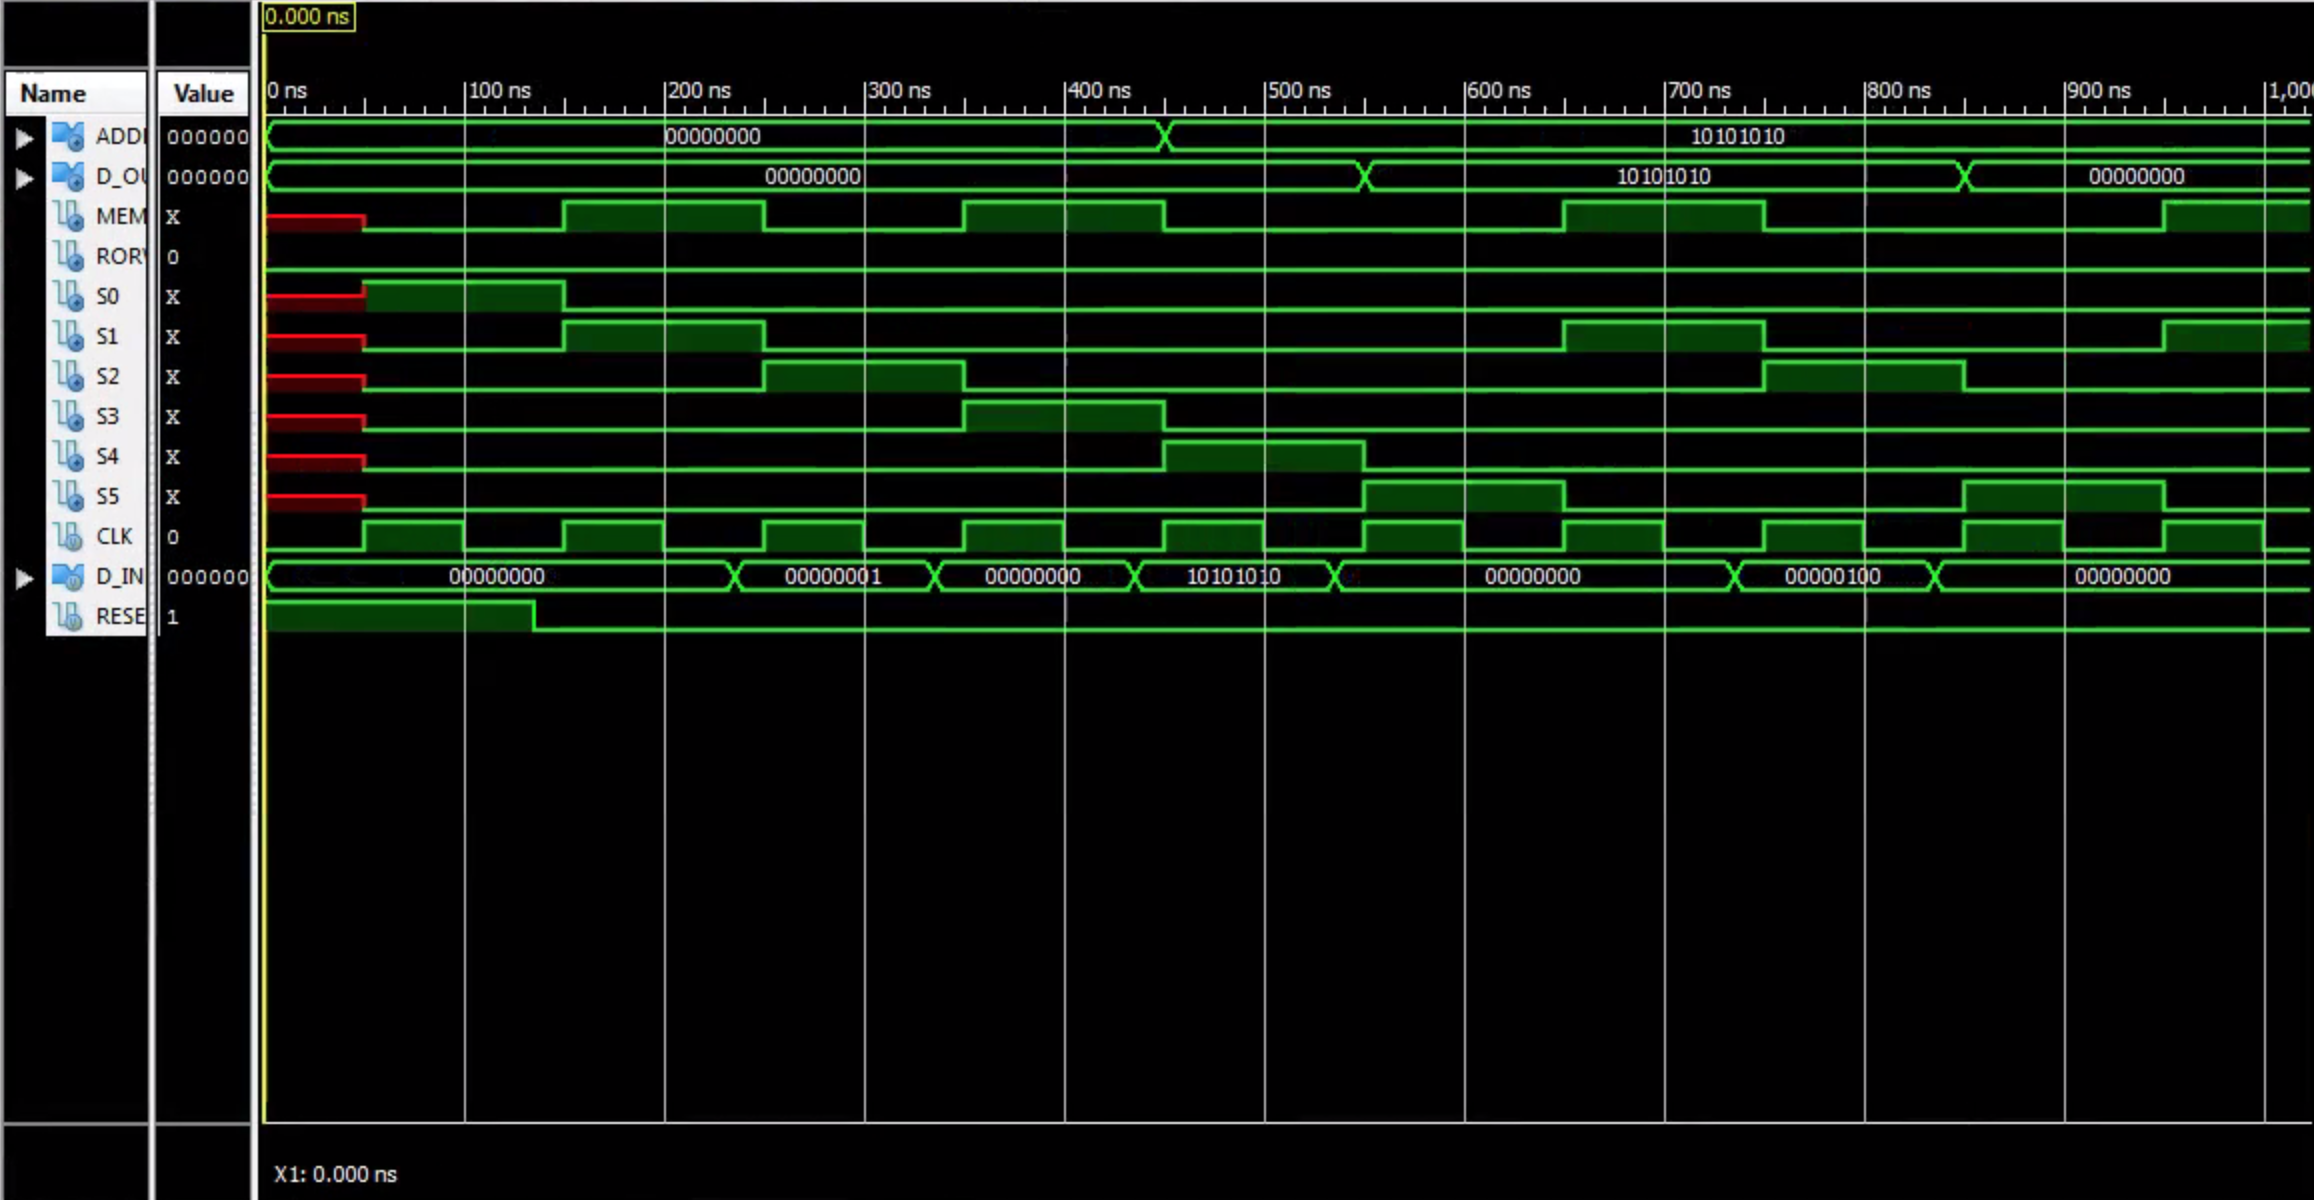 0.000 ns
Name Value 0 ns 100 ns 200 ns 300 ns 400 ns 500 ns 600 ns 700 ns 800 ns 900 ns 1,00
ADD 000000 00000000 10101010
D_OU 000000 00000000 10101010 00000000
MEM X
ROR 0
S0 X
S1 X
S2 X
S3 X
S4 X
S5 X
CLK 0
D_IN 000000 00000000 00000001 00000000 10101010 00000000 00000100 00000000
RESE 1
X1: 0.000 ns